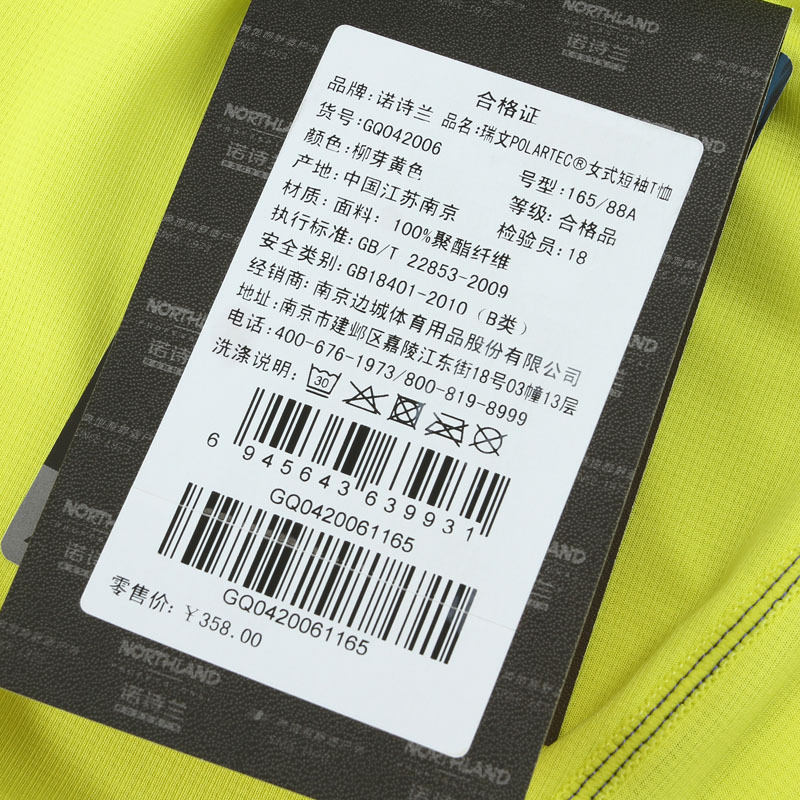 NORTHLAND
诺诗兰
合格证
品牌:诺诗兰 品名:瑞文POLARTEC®女式短袖T恤
货号:GQ042006 号型:165/88A
颜色:柳芽黄色 等级:合格品
产地:中国江苏南京 检验员:18
材质:面料: 100%聚酯纤维
执行标准:GB/T 22853-2009
安全类别:GB18401-2010 (B类)
经销商:南京边城体育用品股份有限公司
地址:南京市建邺区嘉陵江东街18号03幢13层
电话:400-676-1973/800-819-8999
洗涤说明: 30
6 945643 639931
GQ0420061165
GQ0420061165
零售价: ¥358.00
NORTHLAND
诺诗兰